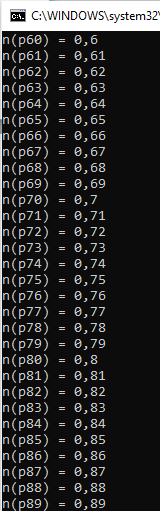 C:\WINDOWS\system32\
n(p60) = 0,6
n(p61) = 0,61
n(p62) = 0,62
n(p63) = 0,63
n(p64) = 0,64
n(p65) = 0,65
n(p66) = 0,66
n(p67) = 0,67
n(p68) = 0,68
n(p69) = 0,69
n(p70) = 0,7
n(p71) = 0,71
n(p72) = 0,72
n(p73) = 0,73
n(p74) = 0,74
n(p75) = 0,75
n(p76) = 0,76
n(p77) = 0,77
n(p78) = 0,78
n(p79) = 0,79
n(p80) = 0,8
n(p81) = 0,81
n(p82) = 0,82
n(p83) = 0,83
n(p84) = 0,84
n(p85) = 0,85
n(p86) = 0,86
n(p87) = 0,87
n(p88) = 0,88
n(p89) = 0,89